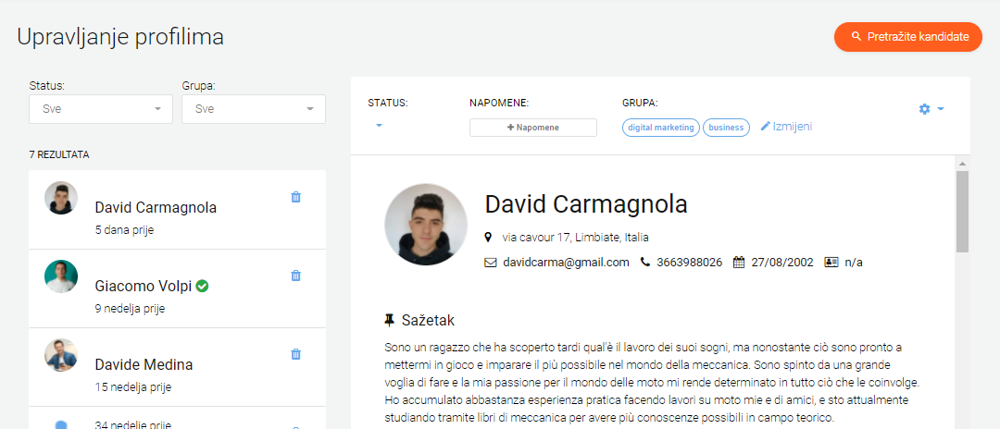 Upravljanje profilima
Pretražite kandidate
Status:
Grupa:
Sve
Sve
7 REZULTATA
David Carmagnola
5 dana prije
Giacomo Volpi
9 nedelja prije
Davide Medina
15 nedelja prije
34 nedelje prije
STATUS:
NAPOMENE:
GRUPA:
+ Napomene
digital marketing business Izmijeni
David Carmagnola
via cavour 17, Limbiate, Italia
davidcarma@gmail.com 3663988026 27/08/2002 n/a
Sažetak
Sono un ragazzo che ha scoperto tardi qual'è il lavoro dei suoi sogni, ma nonostante ciò sono pronto a
mettermi in gioco e imparare il più possibile nel mondo della meccanica. Sono spinto da una grande
voglia di fare e la mia passione per il mondo delle moto mi rende determinato in tutto ciò che le coinvolge.
Ho accumulato abbastanza esperienza pratica facendo lavori su moto mie e di amici, e sto attualmente
studiando tramite libri di meccanica per avere più conoscenze possibili in campo teorico.